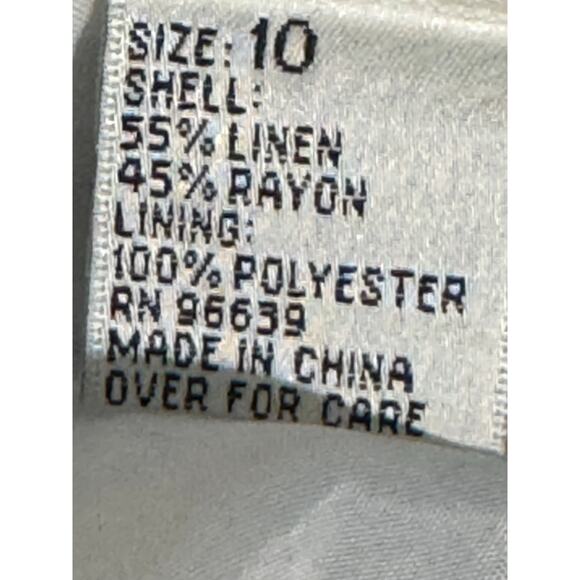 SIZE: 10
SHELL:
55% LINEN
45% RAYON
LINING:
100% POLYESTER
RN 96639
MADE IN CHINA
OVER FOR CARE